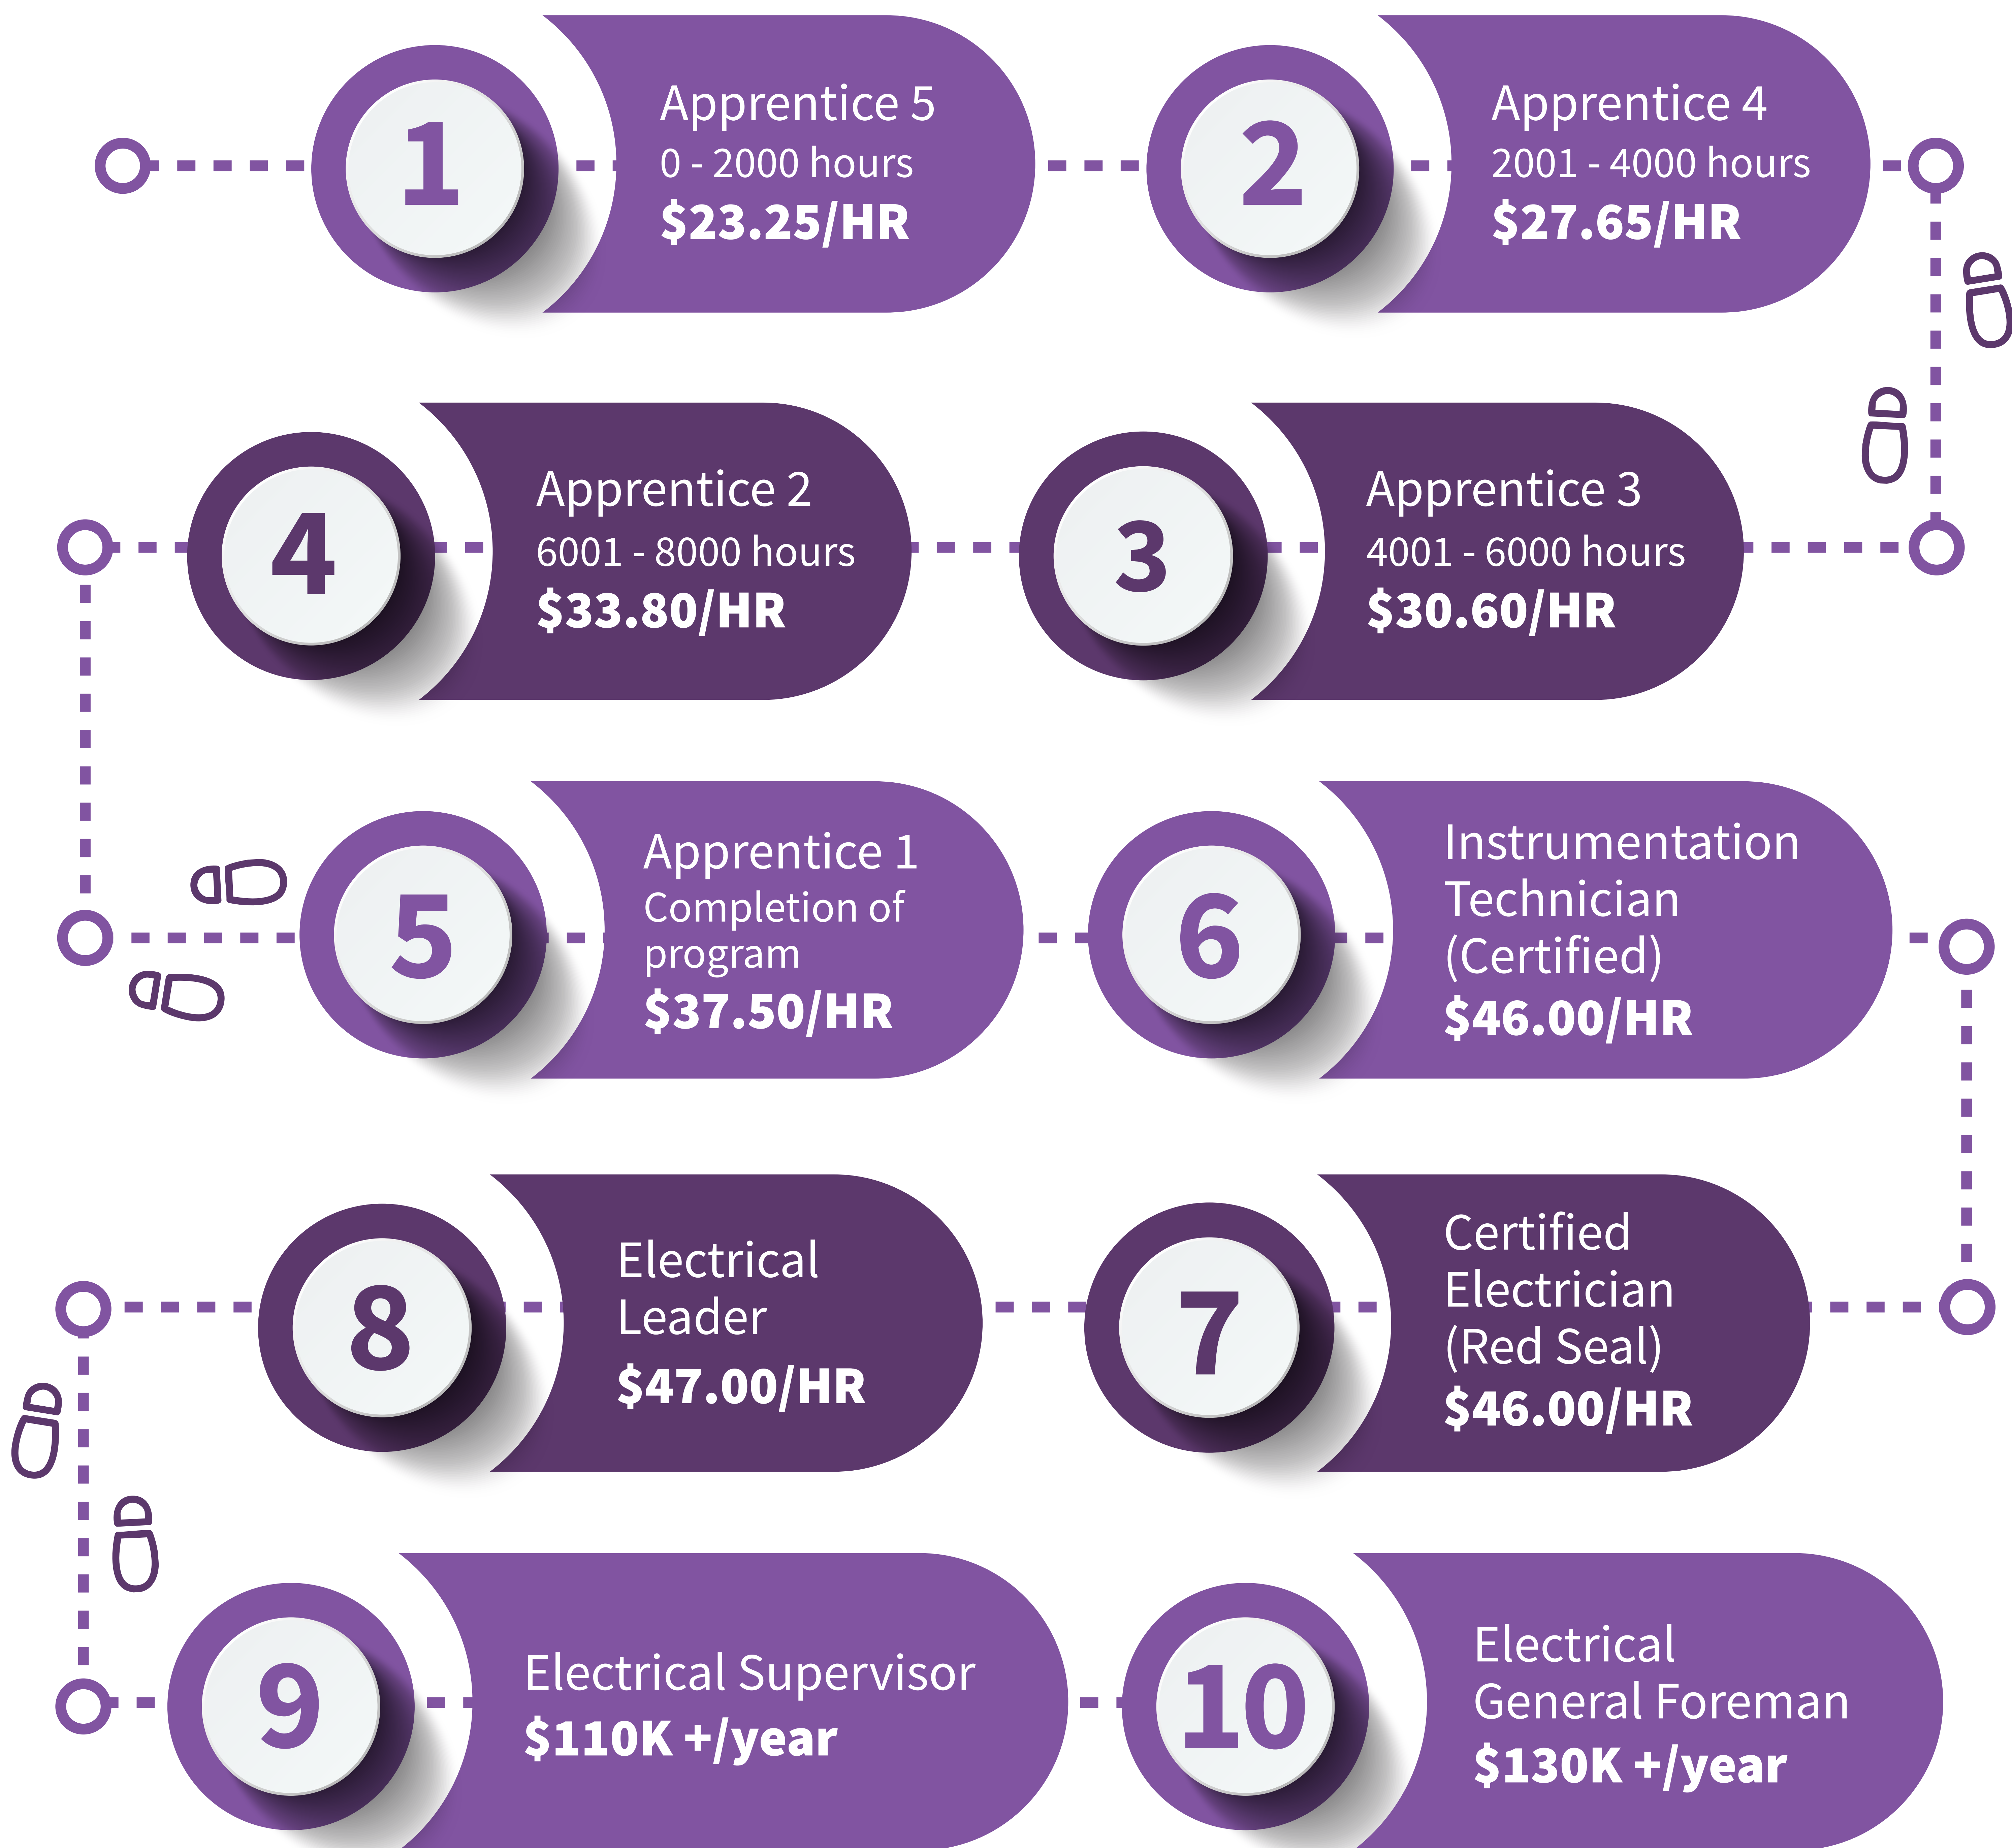 1
Apprentice 5
0 - 2000 hours
$23.25/HR
2
Apprentice 4
2001 - 4000 hours
$27.65/HR
3
Apprentice 3
4001 - 6000 hours
$30.60/HR
4
Apprentice 2
6001 - 8000 hours
$33.80/HR
5
Apprentice 1
Completion of
program
$37.50/HR
6
Instrumentation
Technician
(Certified)
$46.00/HR
7
Certified
Electrician
(Red Seal)
$46.00/HR
8
Electrical
Leader
$47.00/HR
9
Electrical Supervisor
$110K +/year
10
Electrical
General Foreman
$130K +/year